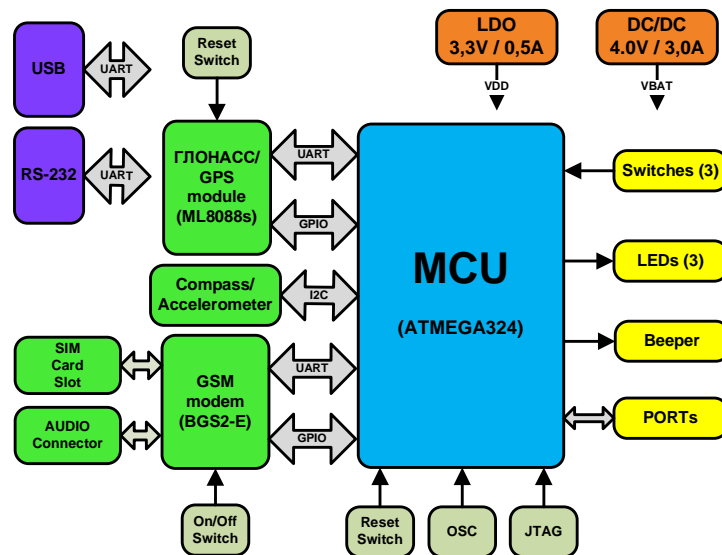 USB
UART
RS-232
UART
Reset
Switch
LDO
3,3V / 0,5A
VDD
DC/DC
4.0V / 3,0A
VBAT
ГЛОНАСС/
GPS
module
(ML8088s)
UART
GPIO
Compass/
Accelerometer
I2C
MCU
(ATMEGA324)
Switches (3)
LEDs (3)
Beeper
PORTs
SIM
Card
Slot
AUDIO
Connector
GSM
modem
(BGS2-E)
UART
GPIO
On/Off
Switch
Reset
Switch
OSC
JTAG